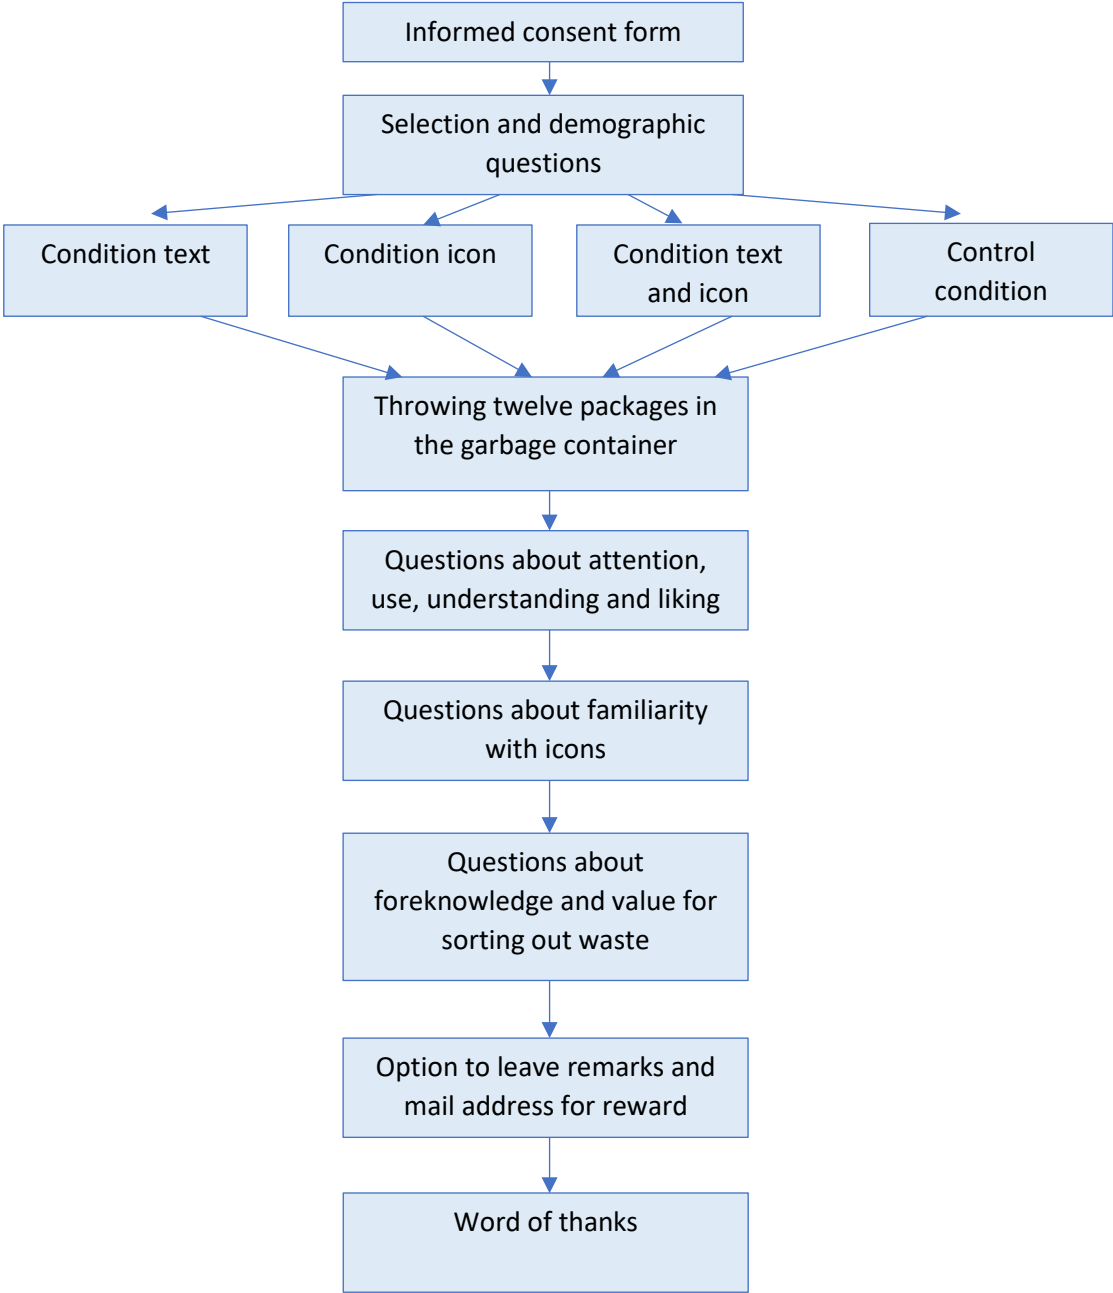 Informed consent form
Selection and demographic
questions
Condition text
Condition icon
Condition text
and icon
Control
condition
Throwing twelve packages in
the garbage container
Questions about attention,
use, understanding and liking
Questions about familiarity
with icons
Questions about
foreknowledge and value for
sorting out waste
Option to leave remarks and
mail address for reward
Word of thanks